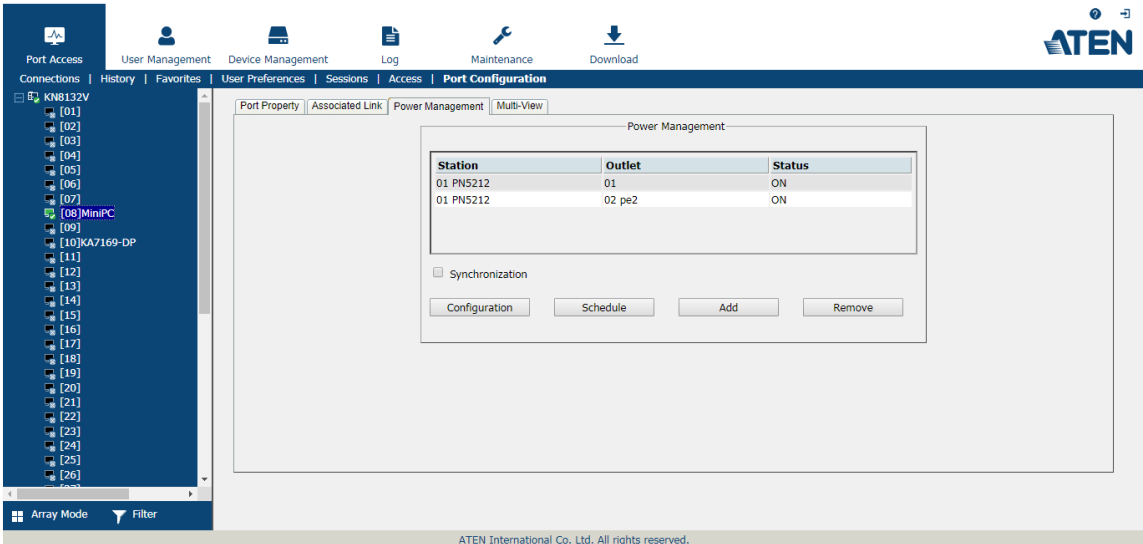 ATEN
Port Access User Management Device Management Log Maintenance Download
Connections | History | Favorites | User Preferences | Sessions | Access | Port Configuration
KN8132V
[01]
[02]
[03]
[04]
[05]
[06]
[07]
[08]MiniPC
[09]
[10]KA7169-DP
[11]
[12]
[13]
[14]
[15]
[16]
[17]
[18]
[19]
[20]
[21]
[22]
[23]
[24]
[25]
[26]
Array Mode Filter
Port Property Associated Link Power Management Multi-View
Power Management
Station Outlet Status
01 PN5212 01 ON
01 PN5212 02 pe2 ON
Synchronization
Configuration Schedule Add Remove
ATEN International Co. Ltd. All rights reserved.